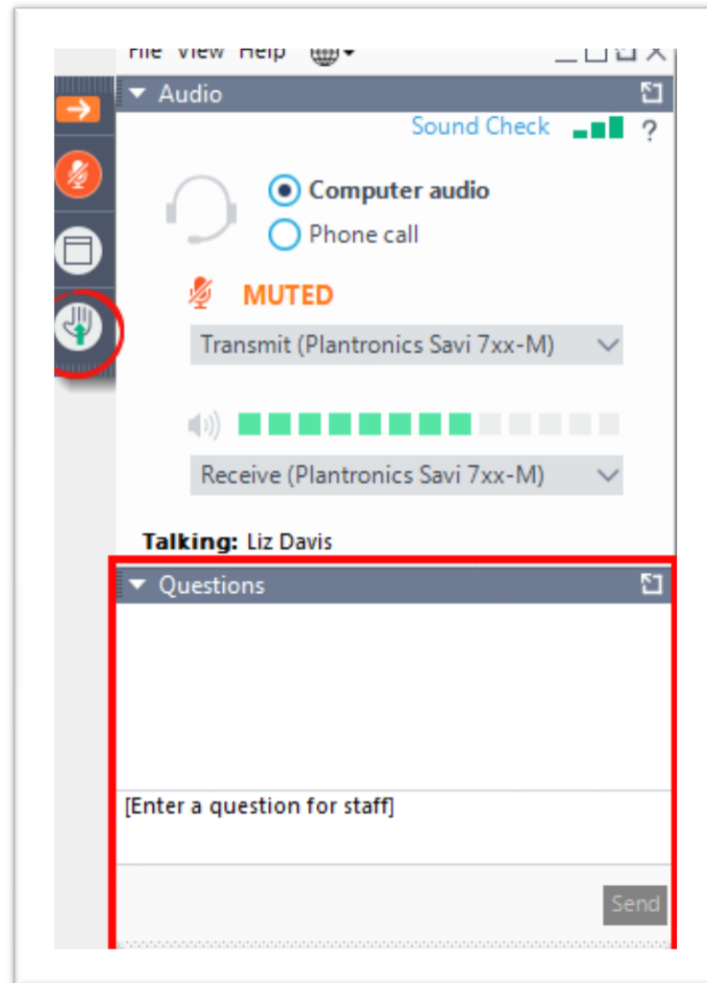 File View Help
Audio
Sound Check ?
Computer audio
Phone call
MUTED
Transmit (Plantronics Savi 7xx-M)
Receive (Plantronics Savi 7xx-M)
Talking: Liz Davis
Questions
[Enter a question for staff]
Send